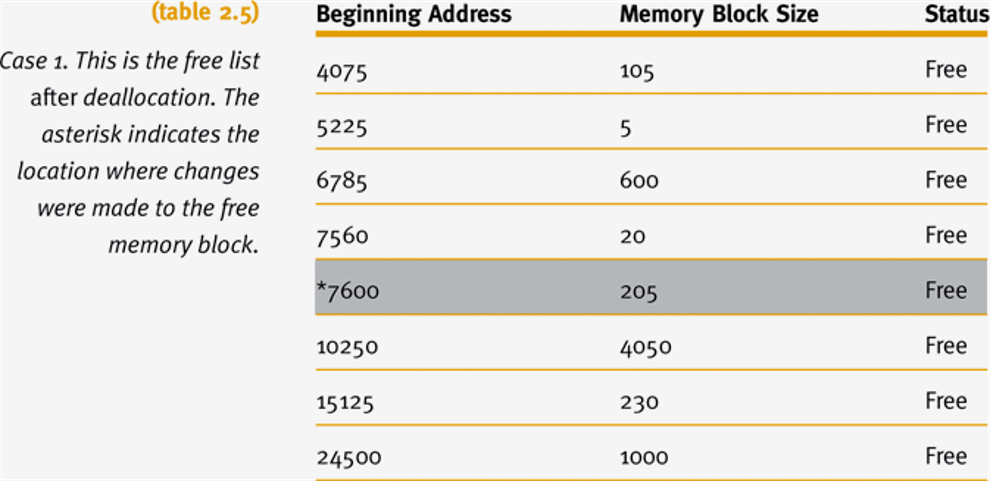 (table 2.5)
Case 1. This is the free list
after deallocation. The
asterisk indicates the
location where changes
were made to the free
memory block.
Beginning Address Memory Block Size Status
4075 105 Free
5225 5 Free
6785 600 Free
7560 20 Free
*7600 205 Free
10250 4050 Free
15125 230 Free
24500 1000 Free